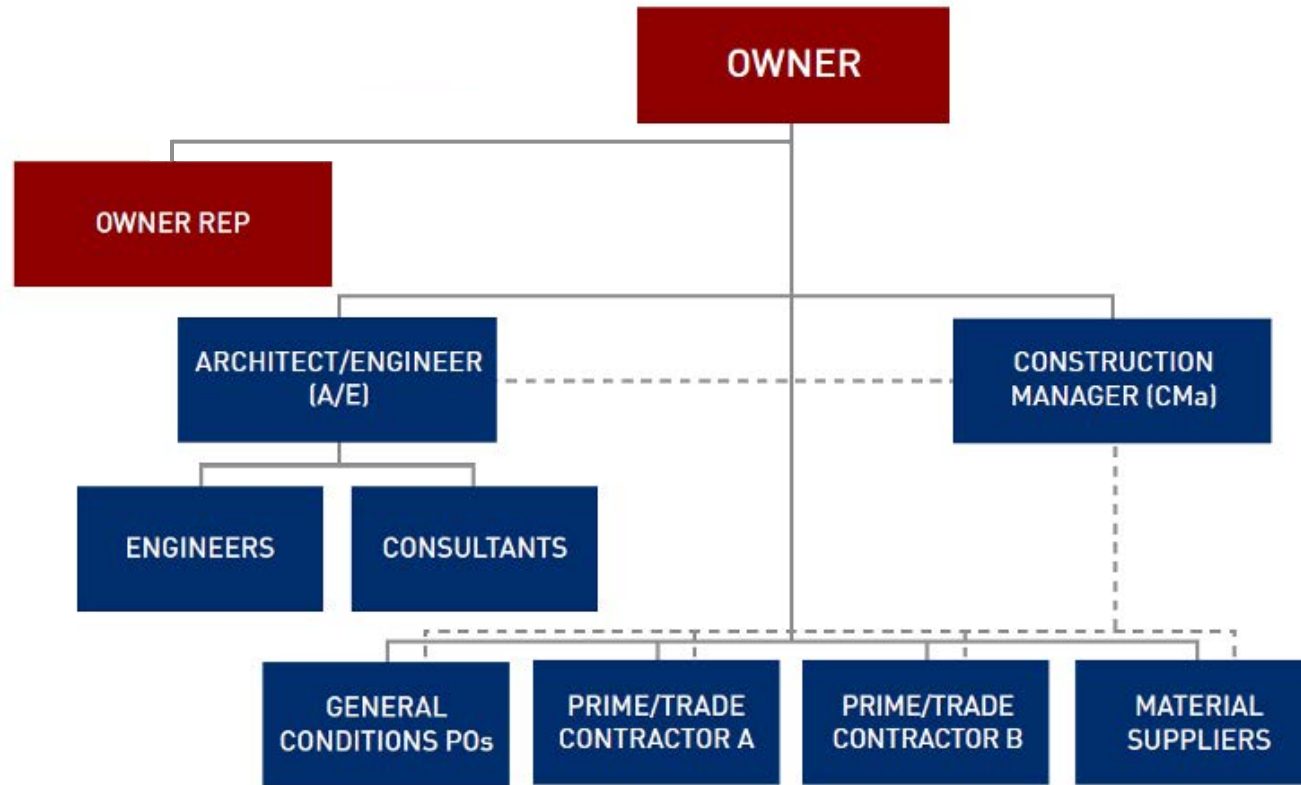 OWNER
OWNER REP
ARCHITECT/ENGINEER
(A/E)
CONSTRUCTION
MANAGER (CMa)
ENGINEERS
CONSULTANTS
GENERAL
CONDITIONS POs
PRIME/TRADE
CONTRACTOR A
PRIME/TRADE
CONTRACTOR B
MATERIAL
SUPPLIERS